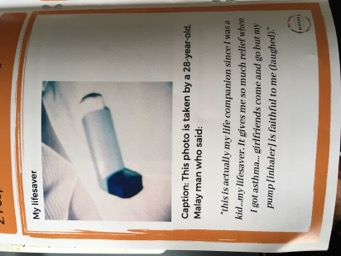 My lifesaver
Caption: This photo is taken by a 28-year-old,
Malay man who said:
"this is actually my life companion since I was a
kid...my lifesaver. It gives me so much relief when
I got asthma... girlfriends come and go but my
pump [inhaler] is faithful to me (laughed)."